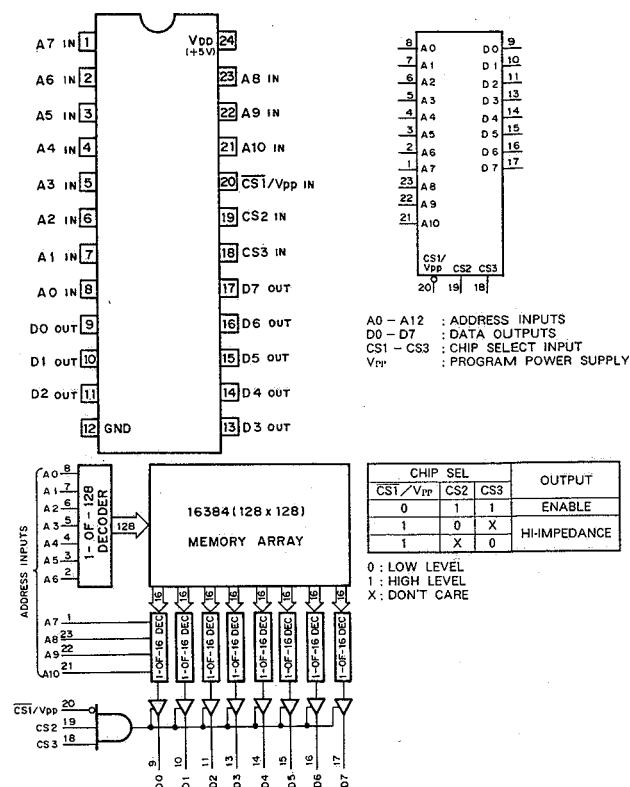 A7 IN 1
A6 IN 2
A5 IN 3
A4 IN 4
A3 IN 5
A2 IN 6
A1 IN 7
A0 IN 8
D0 OUT 9
D1 OUT 10
D2 OUT 11
12 GND
VDD 24
(+5V)
23 A8 IN
22 A9 IN
21 A10 IN
20 CS1/Vpp IN
19 CS2 IN
18 CS3 IN
17 D7 OUT
16 D6 OUT
15 D5 OUT
14 D4 OUT
13 D3 OUT
8 A0 D0 9
7 A1 D1 10
6 A2 D2 11
5 A3 D3 13
4 A4 D4 14
3 A5 D5 15
2 A6 D6 16
1 A7 D7 17
23 A8
22 A9
21 A10
CS1/
Vpp CS2 CS3
20 19 18
A0 - A12 : ADDRESS INPUTS
D0 - D7 : DATA OUTPUTS
CS1 - CS3 : CHIP SELECT INPUT
VPP : PROGRAM POWER SUPPLY
ADDRESS INPUTS
A0 8
A1 7
A2 6
A3 5
A4 4
A5 3
A6 2
1-OF-128
DECODER
128
16384(128 x 128)
MEMORY ARRAY
16 16 16 16 16 16 16 16
A7 1
A8 23
A9 22
A10 21
1-OF-16 DEC 1-OF-16 DEC 1-OF-16 DEC 1-OF-16 DEC 1-OF-16 DEC 1-OF-16 DEC 1-OF-16 DEC 1-OF-16 DEC
CS1/Vpp 20
CS2 19
CS3 18
9 10 11 13 14 15 16 17
D0 D1 D2 D3 D4 D5 D6 D7
CHIP SEL OUTPUT
CS1/VPP CS2 CS3
0 1 1 ENABLE
1 0 X HI-IMPEDANCE
1 X 0
0 : LOW LEVEL
1 : HIGH LEVEL
X : DON'T CARE